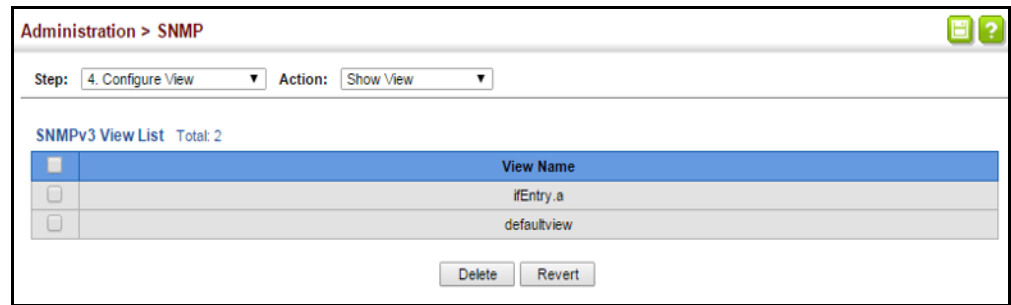 Administration > SNMP
Step: 4. Configure View Action: Show View
SNMPv3 View List Total: 2
View Name
ifEntry.a
defaultview
Delete Revert